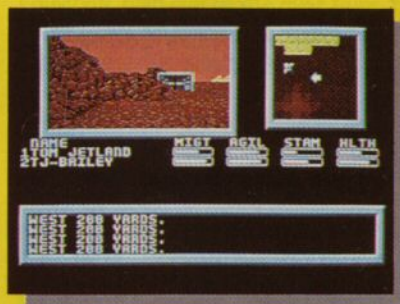 NAME MIGT AGIL STAM HLTH
1TOM JETLAND
2TJ-BAILEY
WEST 200 YARDS.
WEST 200 YARDS.
WEST 200 YARDS.
WEST 200 YARDS.